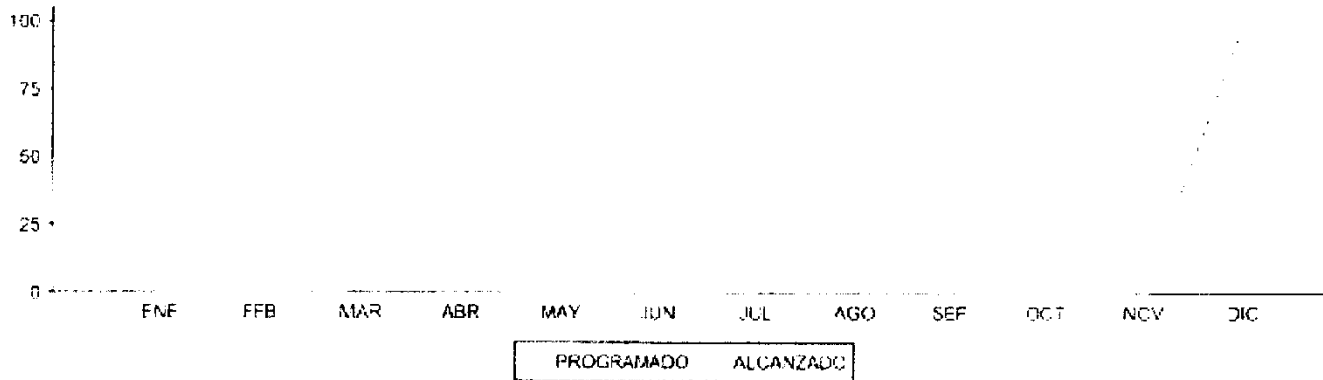 100
75
50
25
0
ENE FEB MAR ABR MAY JUN JUL AGO SEP OCT NOV DIC
PROGRAMADO ALCANZADO